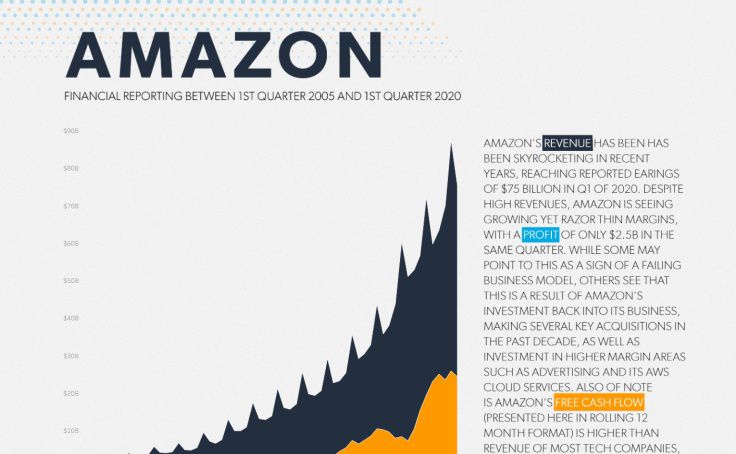 AMAZON
FINANCIAL REPORTING BETWEEN 1ST QUARTER 2005 AND 1ST QUARTER 2020
$90B
$80B
$70B
$60B
$50B
$40B
$30B
$20B
$10B
AMAZON'S REVENUE HAS BEEN HAS
BEEN SKYROCKETING IN RECENT
YEARS, REACHING REPORTED EARINGS
OF $75 BILLION IN Q1 OF 2020. DESPITE
HIGH REVENUES, AMAZON IS SEEING
GROWING YET RAZOR THIN MARGINS,
WITH A PROFIT OF ONLY $2.5B IN THE
SAME QUARTER. WHILE SOME MAY
POINT TO THIS AS A SIGN OF A FAILING
BUSINESS MODEL, OTHERS SEE THAT
THIS IS A RESULT OF AMAZON'S
INVESTMENT BACK INTO ITS BUSINESS,
MAKING SEVERAL KEY ACQUISITIONS IN
THE PAST DECADE, AS WELL AS
INVESTMENT IN HIGHER MARGIN AREAS
SUCH AS ADVERTISING AND ITS AWS
CLOUD SERVICES. ALSO OF NOTE
IS AMAZON'S FREE CASH FLOW
(PRESENTED HERE IN ROLLING 12
MONTH FORMAT) IS HIGHER THAN
REVENUE OF MOST TECH COMPANIES,